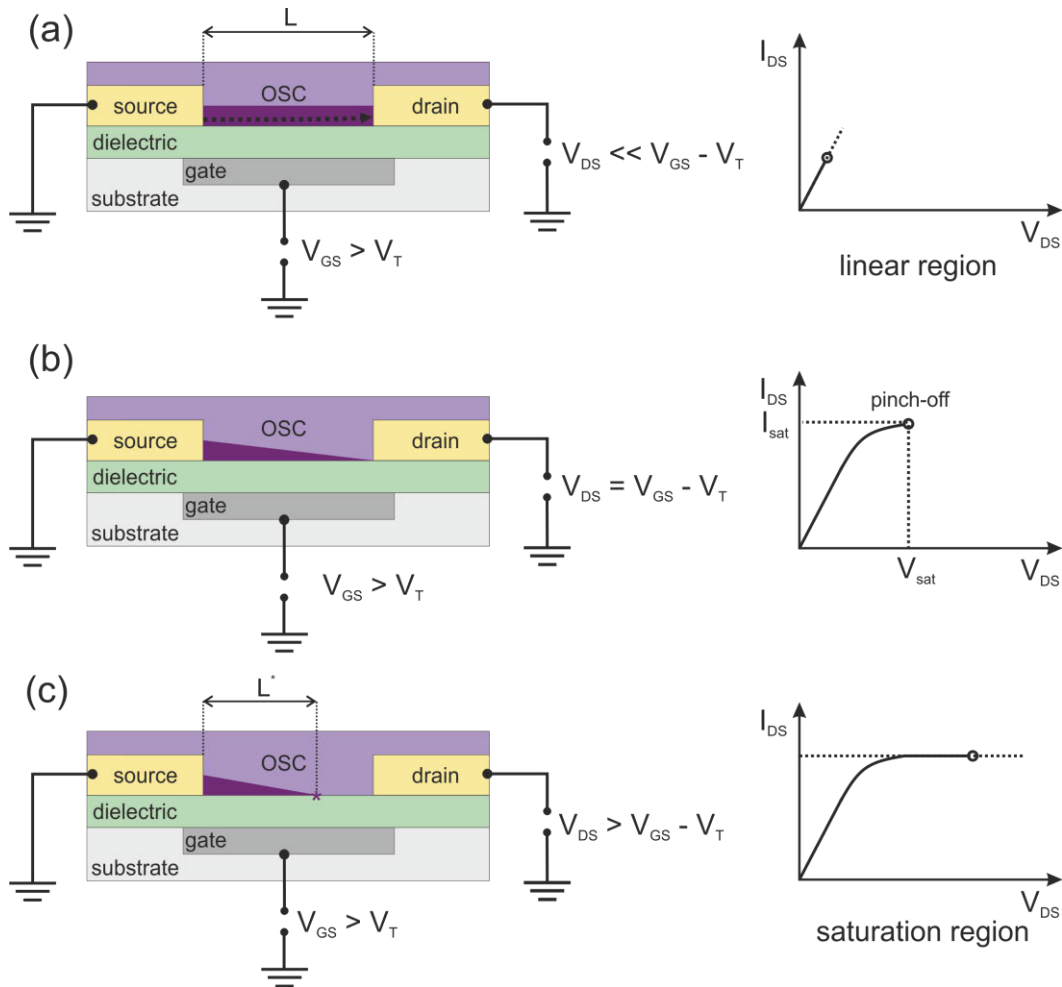 (a)
L
source
OSC
drain
dielectric
gate
substrate
V_GS > V_T
V_DS << V_GS - V_T
I_DS
V_DS
linear region
(b)
source
OSC
drain
dielectric
gate
substrate
V_GS > V_T
V_DS = V_GS - V_T
I_DS
I_sat
pinch-off
V_sat
V_DS
(c)
L*
source
OSC
drain
dielectric
gate
substrate
V_GS > V_T
V_DS > V_GS - V_T
I_DS
V_DS
saturation region